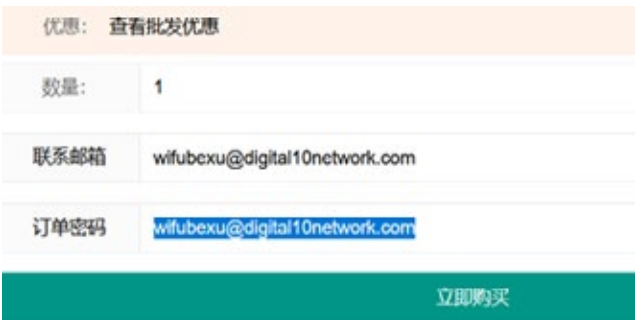 优惠: 查看批发优惠
数量: 1
联系邮箱 wifubexu@digital10network.com
订单密码 wifubexu@digital10network.com
立即购买